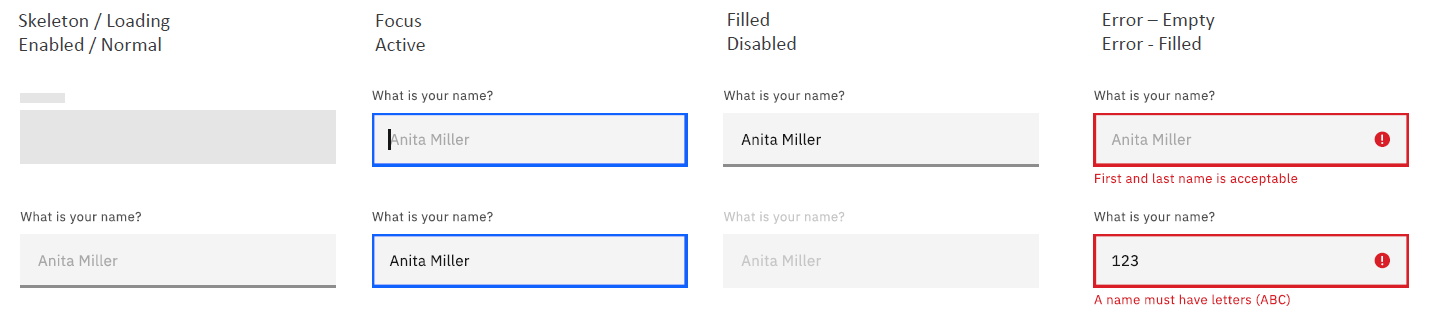 Skeleton / Loading
Enabled / Normal
Focus
Active
Filled
Disabled
Error – Empty
Error - Filled
What is your name?
Anita Miller
What is your name?
Anita Miller
What is your name?
Anita Miller
First and last name is acceptable
What is your name?
Anita Miller
What is your name?
Anita Miller
What is your name?
Anita Miller
What is your name?
123
A name must have letters (ABC)